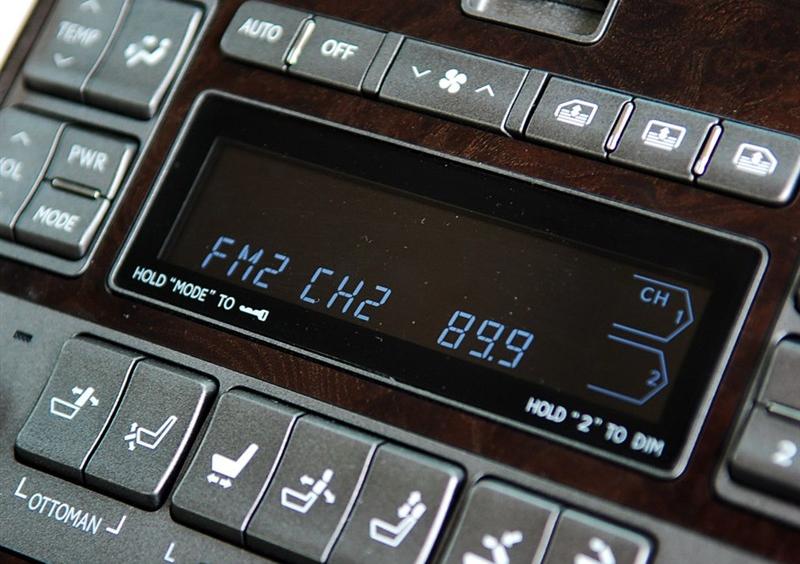 TEMP
AUTO
OFF
OL
PWR
MODE
FM2 CH2 89.9
CH 1
2
HOLD "MODE" TO
HOLD "2" TO DIM
2
OTTOMAN